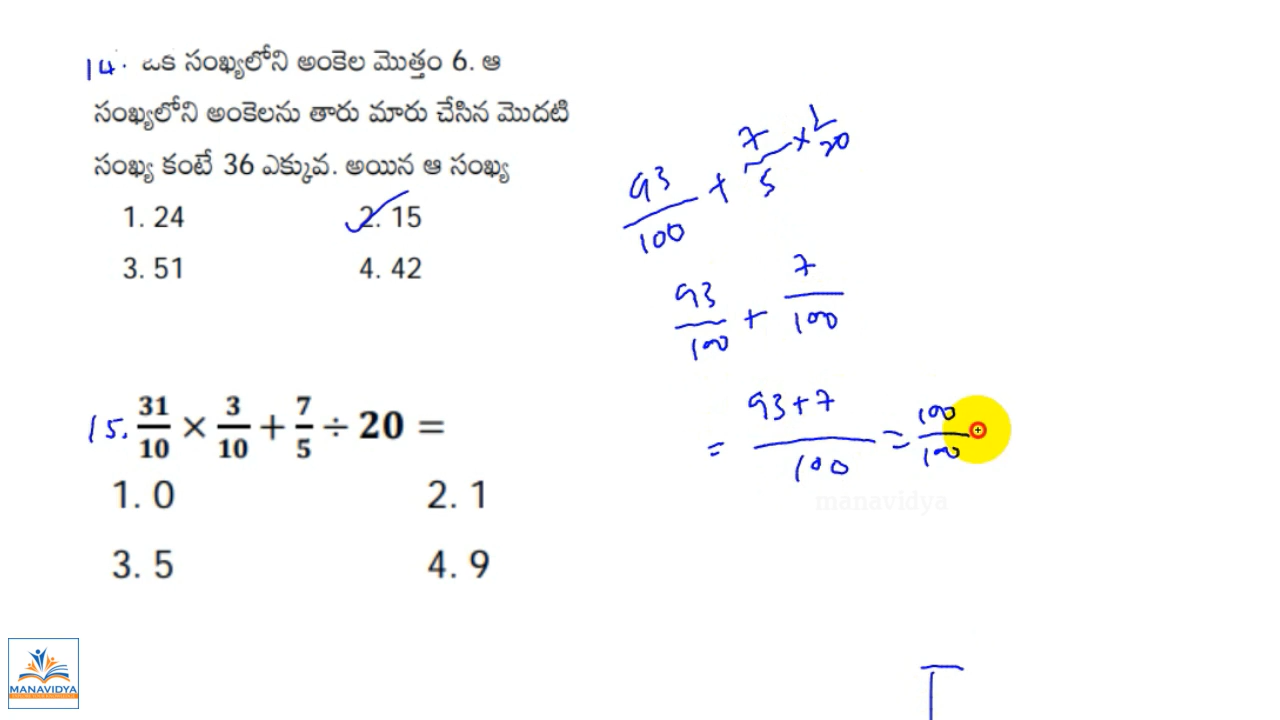 14. ఒక సంఖ్యలోని అంకెల మొత్తం 6. ఆ
సంఖ్యలోని అంకెలను తారు మారు చేసిన మొదటి
సంఖ్య కంటే 36 ఎక్కువ. అయిన ఆ సంఖ్య
1. 24 2. 15
3. 51 4. 42
15. 31/10 × 3/10 + 7/5 ÷ 20 =
1. 0 2. 1
3. 5 4. 9
93/100 + 7/5 × 1/20
93/100 + 7/100
= 93+7/100 = 100/100
manavidya
MANAVIDYA